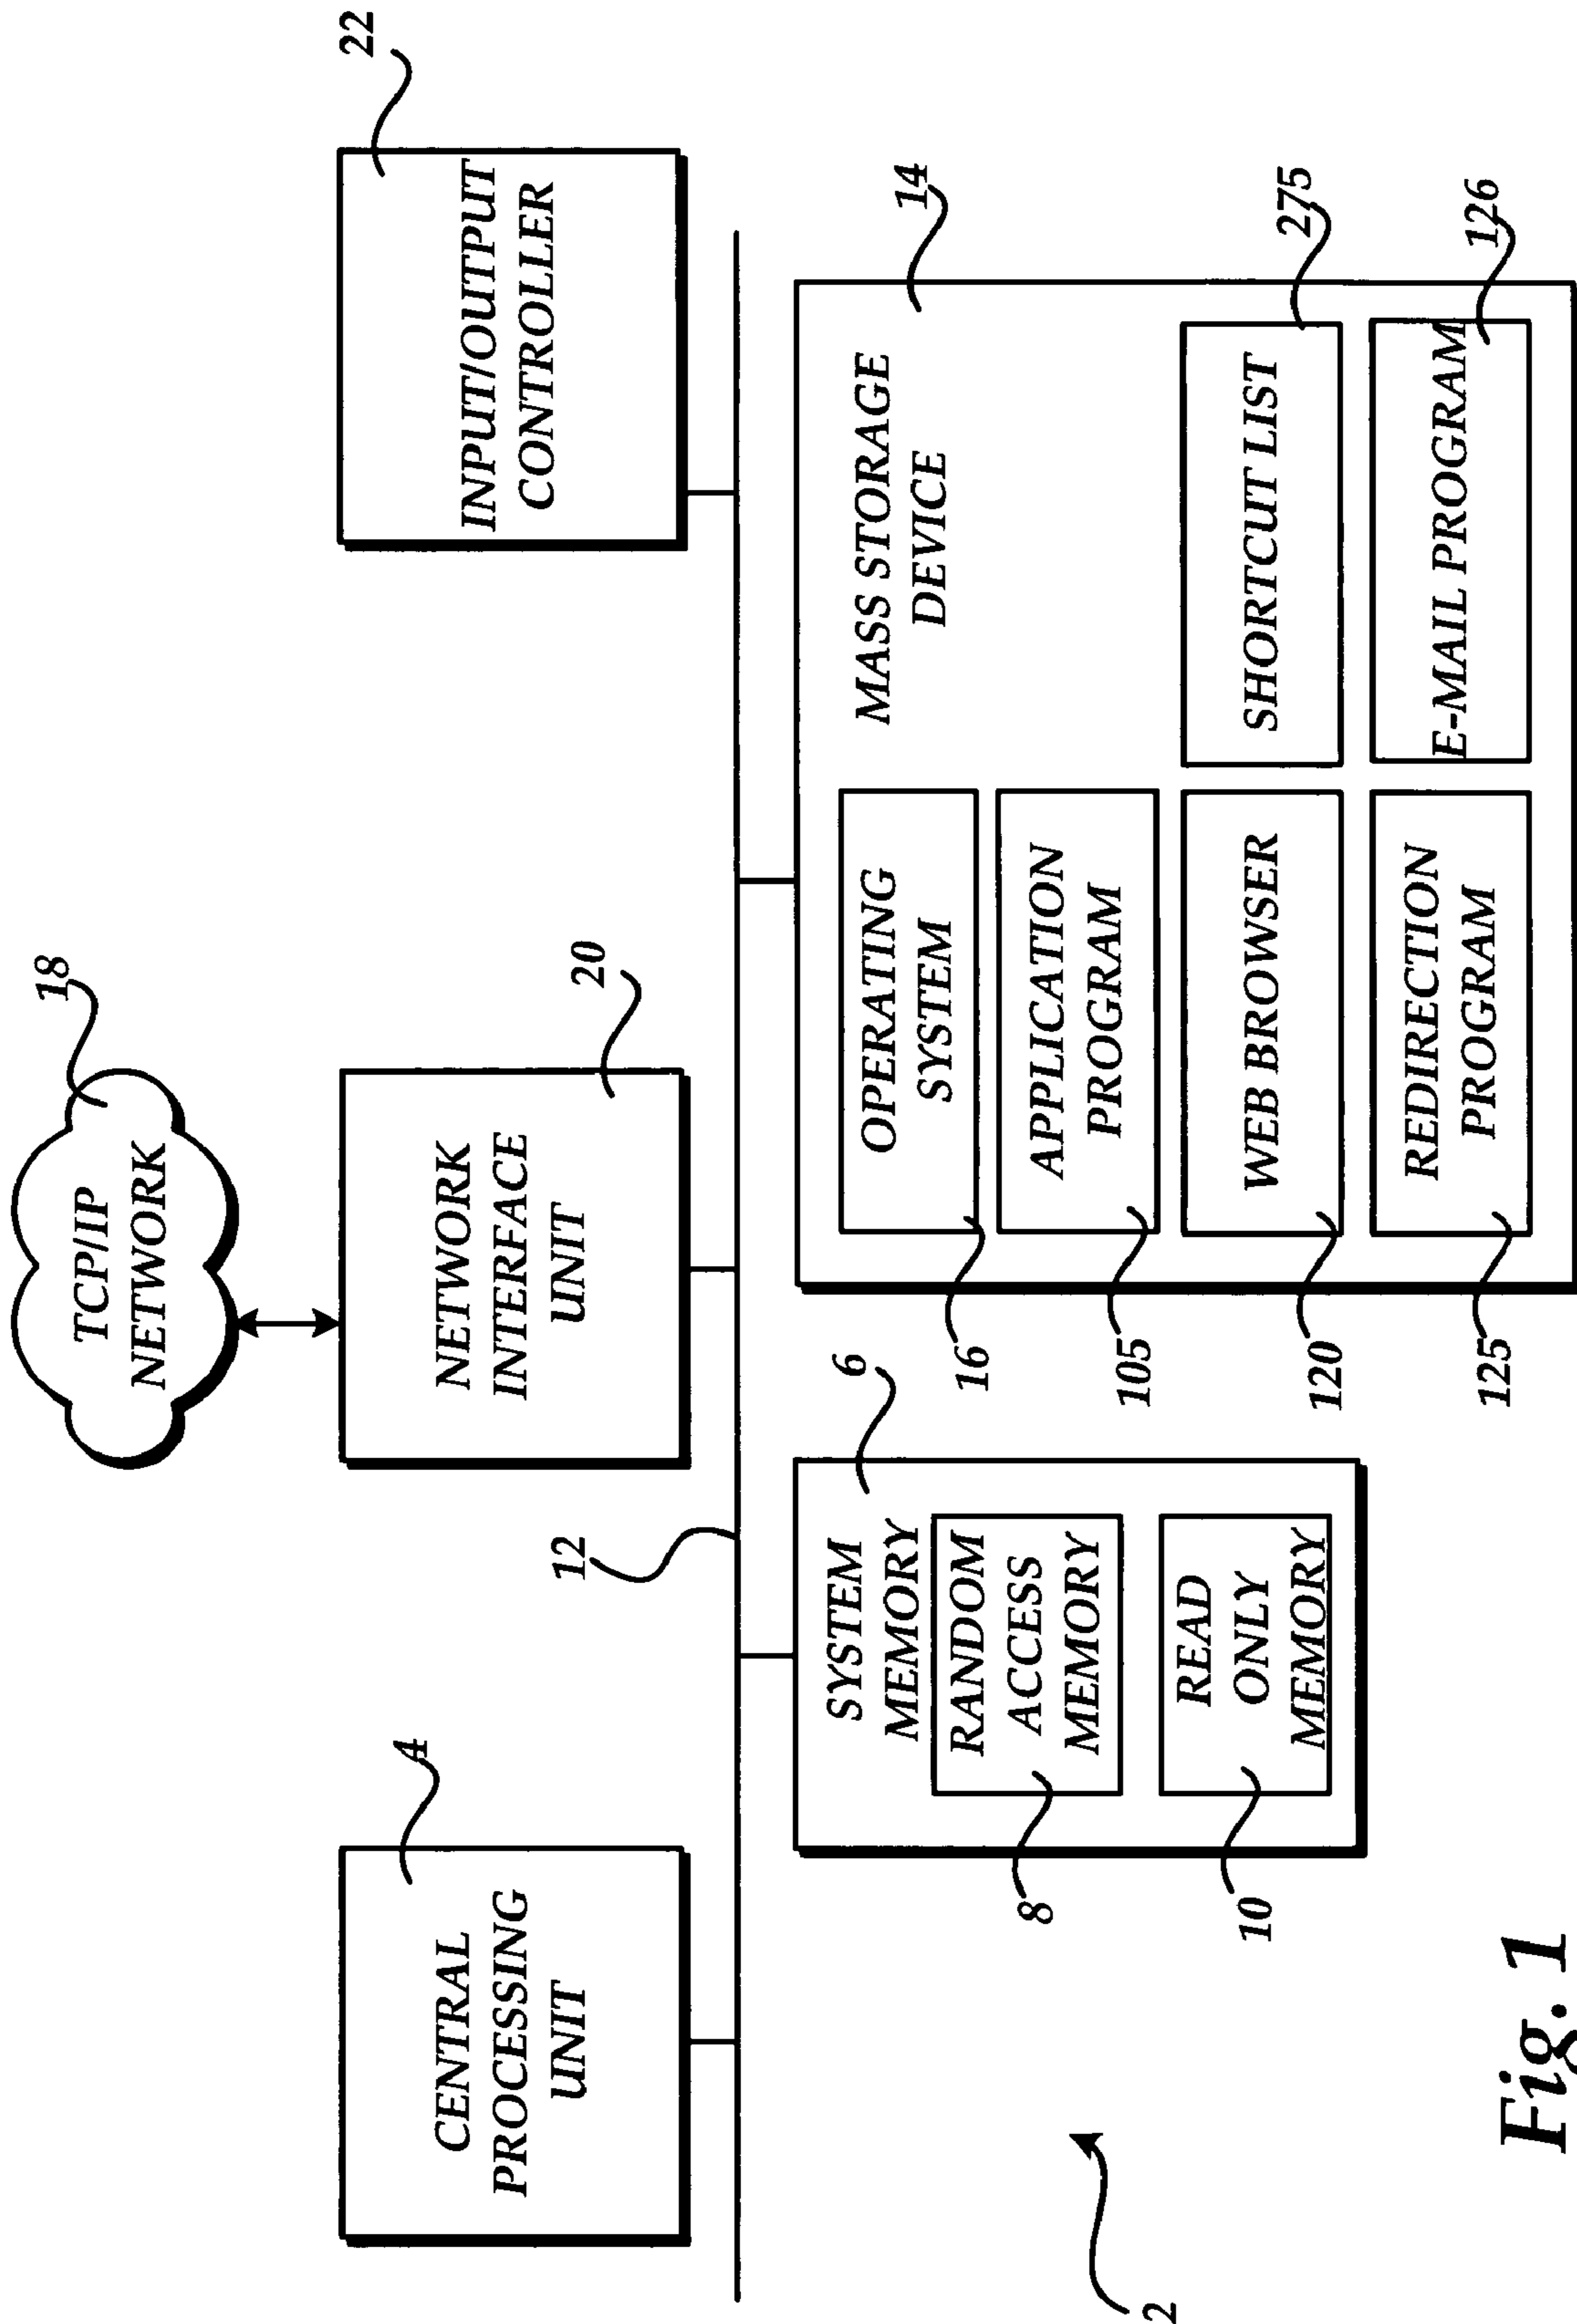 18
TCP/IP
NETWORK
4
CENTRAL
PROCESSING
UNIT
20
NETWORK
INTERFACE
UNIT
22
INPUT/OUTPUT
CONTROLLER
12
6
SYSTEM
MEMORY
RANDOM
ACCESS
MEMORY
8
READ
ONLY
MEMORY
10
14
MASS STORAGE
DEVICE
OPERATING
SYSTEM
16
APPLICATION
PROGRAM
105
WEB BROWSER
120
SHORTCUT LIST
275
REDIRECTION
PROGRAM
125
E-MAIL PROGRAM
126
2
Fig. 1